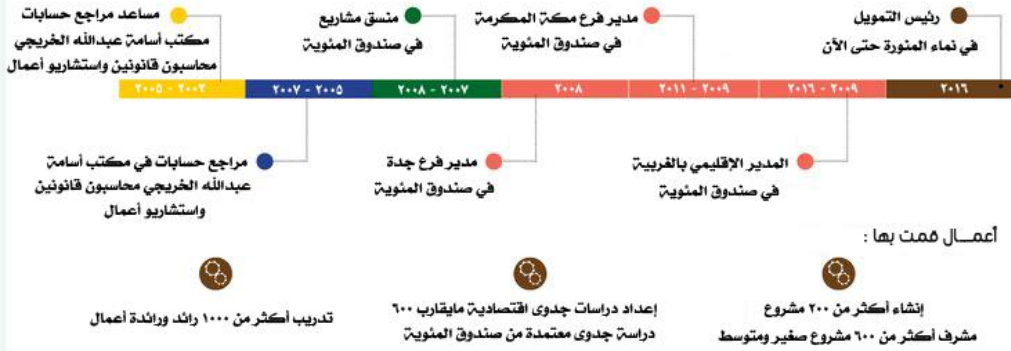 رئيس التمويل
في نماء المنورة حتى الآن
مدير فرع مكة المكرمة
في صندوق المئوية
منسق مشاريع
في صندوق المئوية
مساعد مراجع حسابات
مكتب أسامة عبدالله الخريجي
محاسبون قانونين واستشاريو أعمال
٢٠١٦
٢٠٠٩ - ٢٠١٦
٢٠٠٩ - ٢٠١١
٢٠٠٨
٢٠٠٧ - ٢٠٠٨
٢٠٠٥ - ٢٠٠٧
٢٠٠٣ - ٢٠٠٥
المدير الإقليمي بالغربية
في صندوق المئوية
مدير فرع جدة
في صندوق المئوية
مراجع حسابات في مكتب أسامة
عبدالله الخريجي محاسبون قانونين
واستشاريو أعمال
أعمـــال قمت بها :
إنشاء أكثر من ٢٠٠ مشروع
مشرف أكثر من ٦٠٠ مشروع صغير ومتوسط
إعداد دراسات جدوى اقتصادية مايقارب ٦٠٠
دراسة جدوى معتمدة من صندوق المئوية
تدريب أكثر من ١٠٠٠ رائد ورائدة أعمال